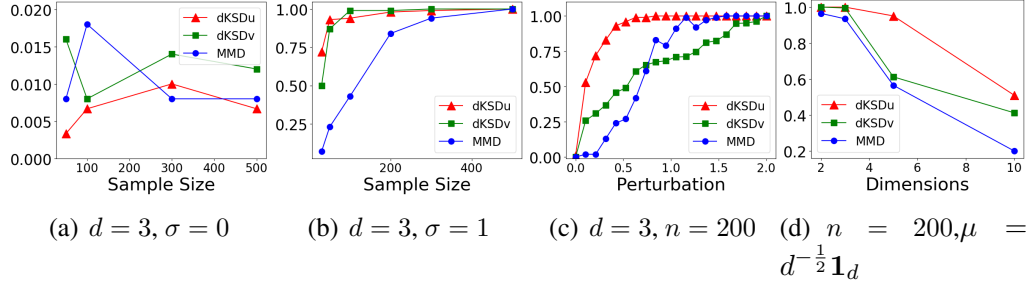 0.020
0.015
0.010
0.005
0.000
dKSDu
dKSDv
MMD
100 200 300 400 500
Sample Size
1.00
0.75
0.50
0.25
dKSDu
dKSDv
MMD
200 400
Sample Size
1.00
0.75
0.50
0.25
0.00
dKSDu
dKSDv
MMD
0.0 0.5 1.0 1.5 2.0
Perturbation
1.0
0.8
0.6
0.4
0.2
dKSDu
dKSDv
MMD
2 4 6 8 10
Dimensions
(a) d = 3, σ = 0
(b) d = 3, σ = 1
(c) d = 3, n = 200
(d) n = 200,μ =
d^{-\frac{1}{2}} 𝟏_d